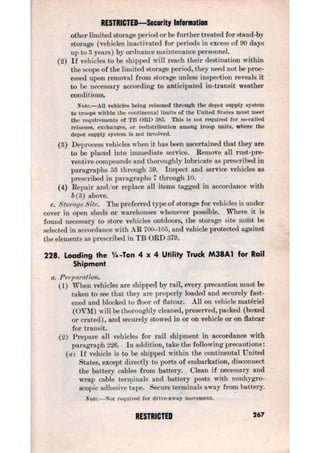 RESTRICTED—Security Information
other limited storage period or be further treated for stand-by
storage (vehicles inactivated for periods in excess of 90 days
up to 3 years) by ordnance maintenance personnel.
(2) If vehicles to be shipped will reach their destination within
the scope of the limited storage period, they need not be proc-
essed upon removal from storage unless inspection reveals it
to be necessary according to anticipated in-transit weather
conditions.
Note.—All vehicles being reissued through the depot supply system
to troops within the continental limits of the United States must meet
the requirements of TB ORD 385. This is not required for so-called
reissues, exchanges, or redistribution among troop units, where the
depot supply system is not involved.
(3) Deprocess vehicles when it has been ascertained that they are
to be placed into immediate service. Remove all rust-pre-
ventive compounds and thoroughly lubricate as prescribed in
paragraphs 55 through 59. Inspect and service vehicles as
prescribed in paragraphs 7 through 10.
(4) Repair and/or replace all items tagged in accordance with
b(3) above.
c. Storage Site. The preferred type of storage for vehicles is under
cover in open sheds or warehouses whenever possible. Where it is
found necessary to store vehicles outdoors, the storage site must be
selected in accordance with AR 700-105, and vehicle protected against
the elements as prescribed in TB ORD 379.
228. Loading the ¼-Ton 4 x 4 Utility Truck M38A1 for Rail
Shipment
a. Preparation.
(1) When vehicles are shipped by rail, every precaution must be
taken to see that they are properly loaded and securely fast-
ened and blocked to floor of flatcar. All on vehicle matériel
(OVM) will be thoroughly cleaned, preserved, packed (boxed
or crated), and securely stowed in or on vehicle or on flatcar
for transit.
(2) Prepare all vehicles for rail shipment in accordance with
paragraph 226. In addition, take the following precautions:
(a) If vehicle is to be shipped within the continental United
States, except directly to ports of embarkation, disconnect
the battery cables from battery. Clean if necessary and
wrap cable terminals and battery posts with nonhygro-
scopic adhesive tape. Secure terminals away from battery.
Note.—Not required for drive-away movement.
RESTRICTED
267